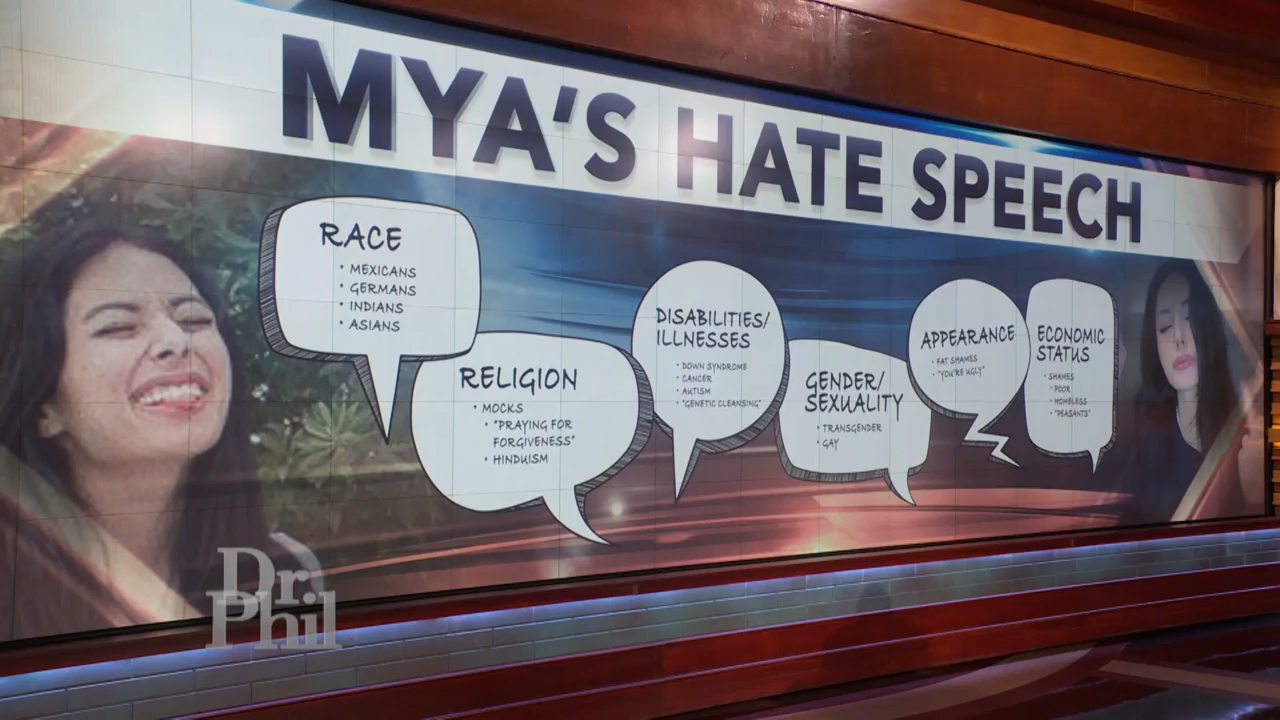 MYA'S HATE SPEECH
RACE
• MEXICANS
• GERMANS
• INDIANS
• ASIANS
RELIGION
• MOCKS
• "PRAYING FOR
FORGIVENESS"
• HINDUISM
DISABILITIES/
ILLNESSES
• DOWN SYNDROME
• CANCER
• AUTISM
• "GENETIC CLEANSING"
GENDER/
SEXUALITY
• TRANSGENDER
• GAY
APPEARANCE
• FAT SHAMES
• "YOU'RE UGLY"
ECONOMIC
STATUS
• SHAMES
• POOR
• HOMELESS
• "PEASANTS"
Dr.
Phil